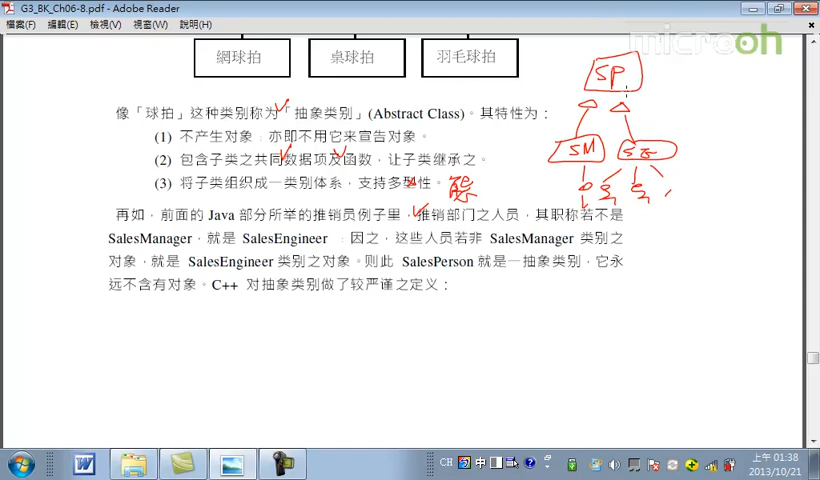 G3_BK_Ch06-8.pdf - Adobe Reader
檔案(F) 編輯(E) 檢視(V) 視窗(W) 說明(H)
microoh
網球拍 桌球拍 羽毛球拍
SP
像「球拍」这种类别称为「抽象类别」(Abstract Class)。其特性为：
(1) 不产生对象﹔亦即不用它来宣告对象。
SM SE
(2) 包含子类之共同数据项及函数，让子类继承之。
(3) 将子类组织成一类别体系，支持多型性。
態
再如，前面的 Java 部分所举的推销员例子里，推销部门之人员，其职称若不是
SalesManager，就是 SalesEngineer ﹔因之，这些人员若非 SalesManager 类别之
对象，就是 SalesEngineer 类别之对象。则此 SalesPerson 就是一抽象类别，它永
远不含有对象。C++ 对抽象类别做了较严谨之定义：
CH 中
上午 01:38
2013/10/21